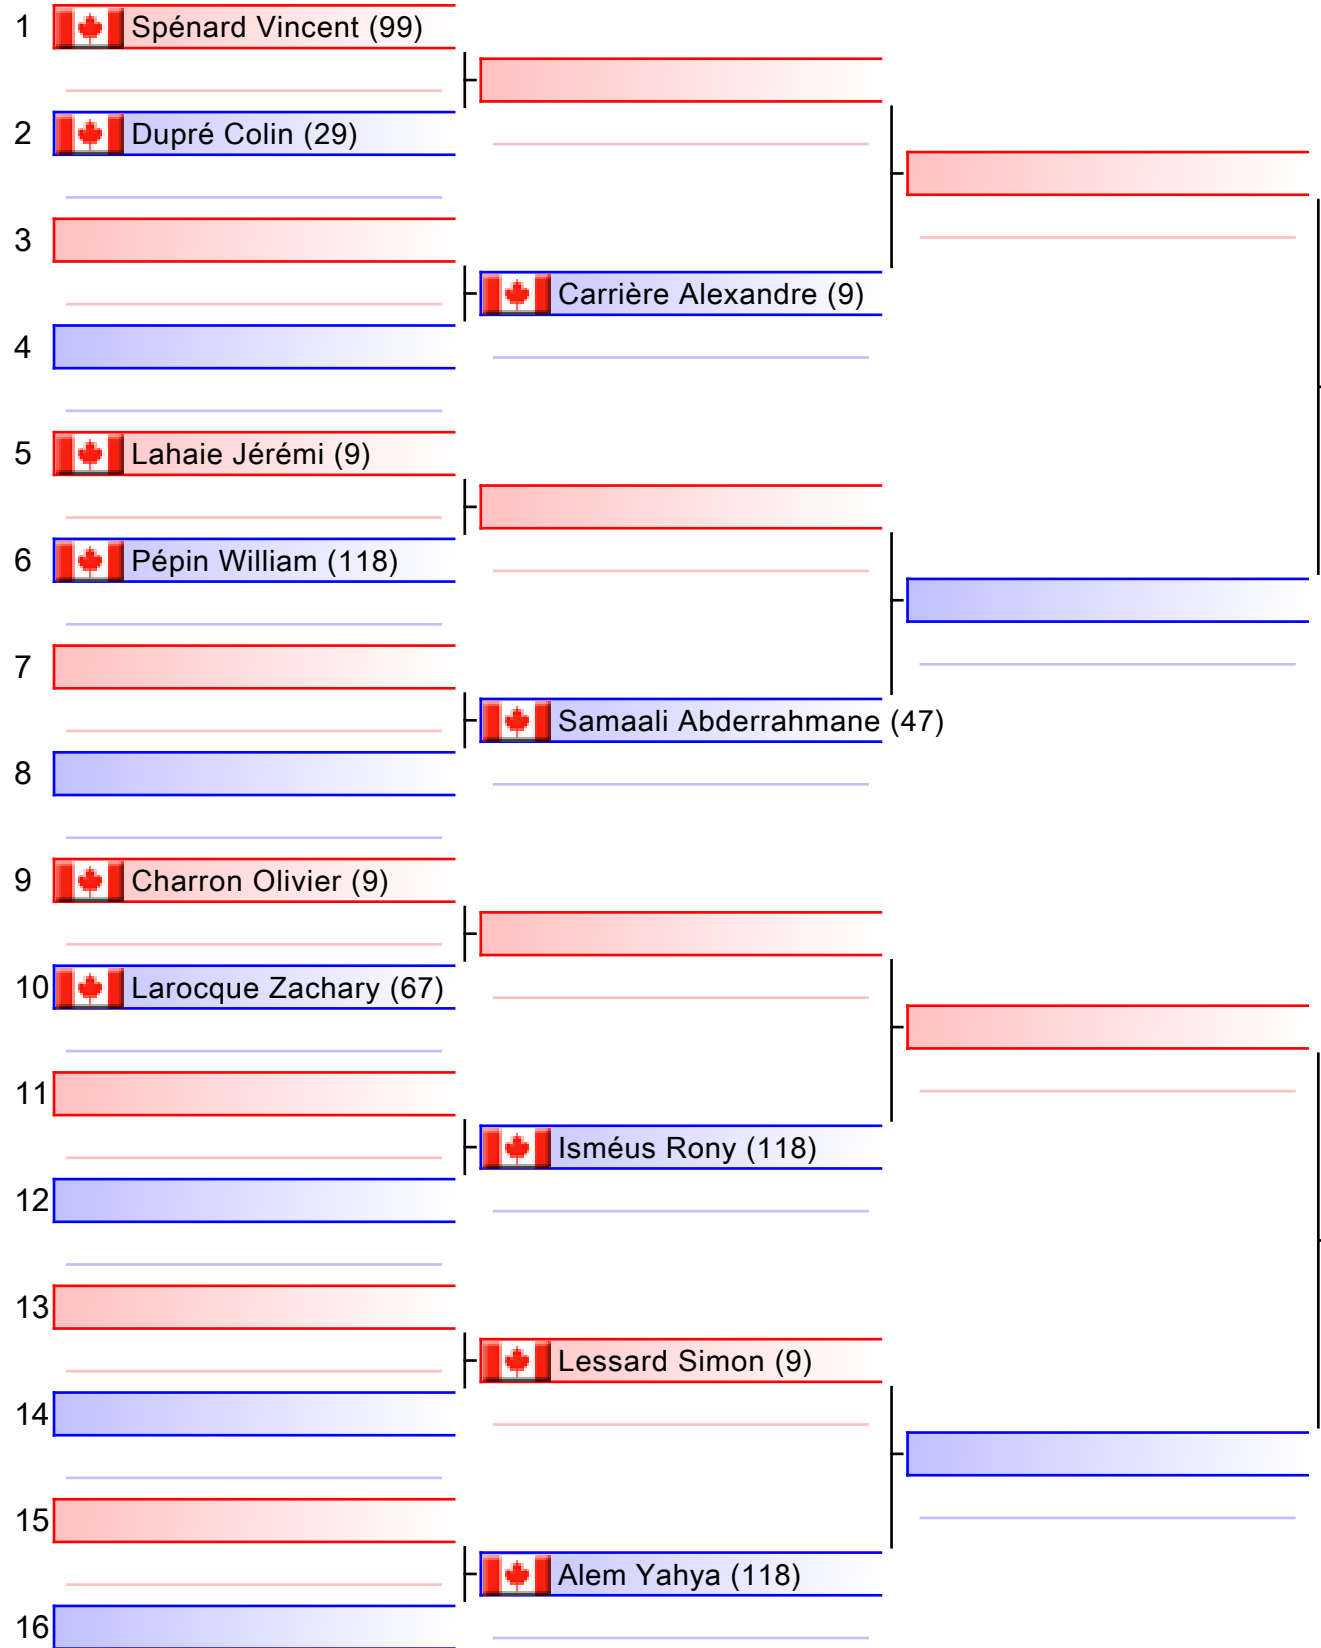 1 Spénard Vincent (99)
2 Dupré Colin (29)
3
Carrière Alexandre (9)
4
5 Lahaie Jérémi (9)
6 Pépin William (118)
7
Samaali Abderrahmane (47)
8
9 Charron Olivier (9)
10 Larocque Zachary (67)
11
Isméus Rony (118)
12
13
Lessard Simon (9)
14
15
Alem Yahya (118)
16